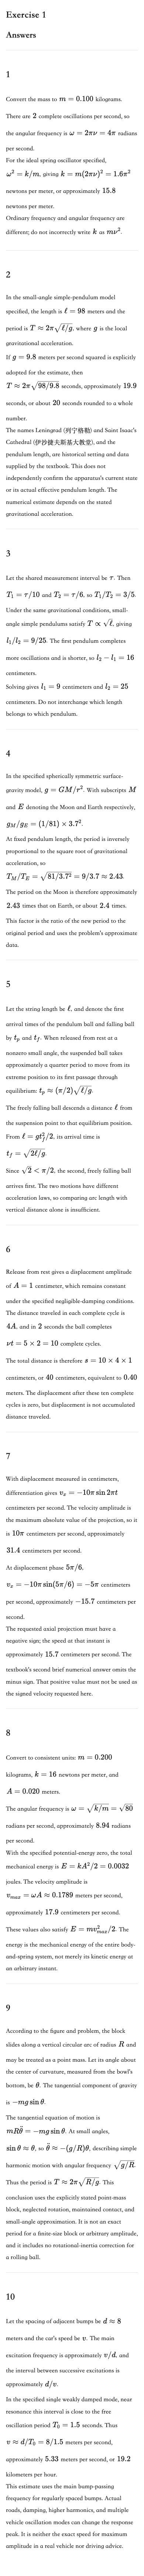 Exercise 1
Answers
1
Convert the mass to m = 0.100 kilograms.
There are 2 complete oscillations per second, so
the angular frequency is ω = 2πν = 4π radians
per second.
For the ideal spring oscillator specified,
ω² = k/m, giving k = m(2πν)² = 1.6π²
newtons per meter, or approximately 15.8
newtons per meter.
Ordinary frequency and angular frequency are
different; do not incorrectly write k as mν².
2
In the small-angle simple-pendulum model
specified, the length is ℓ = 98 meters and the
period is T ≈ 2π√(ℓ/g), where g is the local
gravitational acceleration.
If g = 9.8 meters per second squared is explicitly
adopted for the estimate, then
T ≈ 2π√(98/9.8) seconds, approximately 19.9
seconds, or about 20 seconds rounded to a whole
number.
The names Leningrad (列宁格勒) and Saint Isaac's
Cathedral (伊沙捷夫斯基大教堂), and the
pendulum length, are historical setting and data
supplied by the textbook. This does not
independently confirm the apparatus's current state
or its actual effective pendulum length. The
numerical estimate depends on the stated
gravitational acceleration.
3
Let the shared measurement interval be τ. Then
T₁ = τ/10 and T₂ = τ/6, so T₁/T₂ = 3/5.
Under the same gravitational conditions, small-
angle simple pendulums satisfy T ∝ √ℓ, giving
l₁/l₂ = 9/25. The first pendulum completes
more oscillations and is shorter, so l₂ − l₁ = 16
centimeters.
Solving gives l₁ = 9 centimeters and l₂ = 25
centimeters. Do not interchange which length
belongs to which pendulum.
4
In the specified spherically symmetric surface-
gravity model, g = GM/r². With subscripts M
and E denoting the Moon and Earth respectively,
g_M/g_E = (1/81) × 3.7².
At fixed pendulum length, the period is inversely
proportional to the square root of gravitational
acceleration, so
T_M/T_E = √(81/3.7²) = 9/3.7 ≈ 2.43.
The period on the Moon is therefore approximately
2.43 times that on Earth, or about 2.4 times.
This factor is the ratio of the new period to the
original period and uses the problem's approximate
data.
5
Let the string length be ℓ, and denote the first
arrival times of the pendulum ball and falling ball
by t_p and t_f. When released from rest at a
nonzero small angle, the suspended ball takes
approximately a quarter period to move from its
extreme position to its first passage through
equilibrium: t_p ≈ (π/2)√(ℓ/g).
The freely falling ball descends a distance ℓ from
the suspension point to that equilibrium position.
From ℓ = gt_f²/2, its arrival time is
t_f = √(2ℓ/g).
Since √2 < π/2, the second, freely falling ball
arrives first. The two motions have different
acceleration laws, so comparing arc length with
vertical distance alone is insufficient.
6
Release from rest gives a displacement amplitude
of A = 1 centimeter, which remains constant
under the specified negligible-damping conditions.
The distance traveled in each complete cycle is
4A, and in 2 seconds the ball completes
νt = 5 × 2 = 10 complete cycles.
The total distance is therefore s = 10 × 4 × 1
centimeters, or 40 centimeters, equivalent to 0.40
meters. The displacement after these ten complete
cycles is zero, but displacement is not accumulated
distance traveled.
7
With displacement measured in centimeters,
differentiation gives vₓ = −10π sin 2πt
centimeters per second. The velocity amplitude is
the maximum absolute value of the projection, so it
is 10π centimeters per second, approximately
31.4 centimeters per second.
At displacement phase 5π/6,
vₓ = −10π sin(5π/6) = −5π centimeters
per second, approximately −15.7 centimeters per
second.
The requested axial projection must have a
negative sign; the speed at that instant is
approximately 15.7 centimeters per second. The
textbook's second brief numerical answer omits the
minus sign. That positive value must not be used as
the signed velocity requested here.
8
Convert to consistent units: m = 0.200
kilograms, k = 16 newtons per meter, and
A = 0.020 meters.
The angular frequency is ω = √(k/m) = √80
radians per second, approximately 8.94 radians
per second.
With the specified potential-energy zero, the total
mechanical energy is E = kA²/2 = 0.0032
joules. The velocity amplitude is
v_max = ωA ≈ 0.1789 meters per second,
approximately 17.9 centimeters per second.
These values also satisfy E = mv_max²/2. The
energy is the mechanical energy of the entire body-
and-spring system, not merely its kinetic energy at
an arbitrary instant.
9
According to the figure and problem, the block
slides along a vertical circular arc of radius R and
may be treated as a point mass. Let its angle about
the center of curvature, measured from the bowl's
bottom, be θ. The tangential component of gravity
is −mg sin θ.
The tangential equation of motion is
mRθ̈ = −mg sin θ. At small angles,
sin θ ≈ θ, so θ̈ ≈ −(g/R)θ, describing simple
harmonic motion with angular frequency √(g/R).
Thus the period is T ≈ 2π√(R/g). This
conclusion uses the explicitly stated point-mass
block, neglected rotation, maintained contact, and
small-angle approximation. It is not an exact
period for a finite-size block or arbitrary amplitude,
and it includes no rotational-inertia correction for
a rolling ball.
10
Let the spacing of adjacent bumps be d ≈ 8
meters and the car's speed be v. The main
excitation frequency is approximately v/d, and
the interval between successive excitations is
approximately d/v.
In the specified single weakly damped mode, near
resonance this interval is close to the free
oscillation period T₀ = 1.5 seconds. Thus
v ≈ d/T₀ = 8/1.5 meters per second,
approximately 5.33 meters per second, or 19.2
kilometers per hour.
This estimate uses the main bump-passing
frequency for regularly spaced bumps. Actual
roads, damping, higher harmonics, and multiple
vehicle oscillation modes can change the response
peak. It is neither the exact speed for maximum
amplitude in a real vehicle nor driving advice.